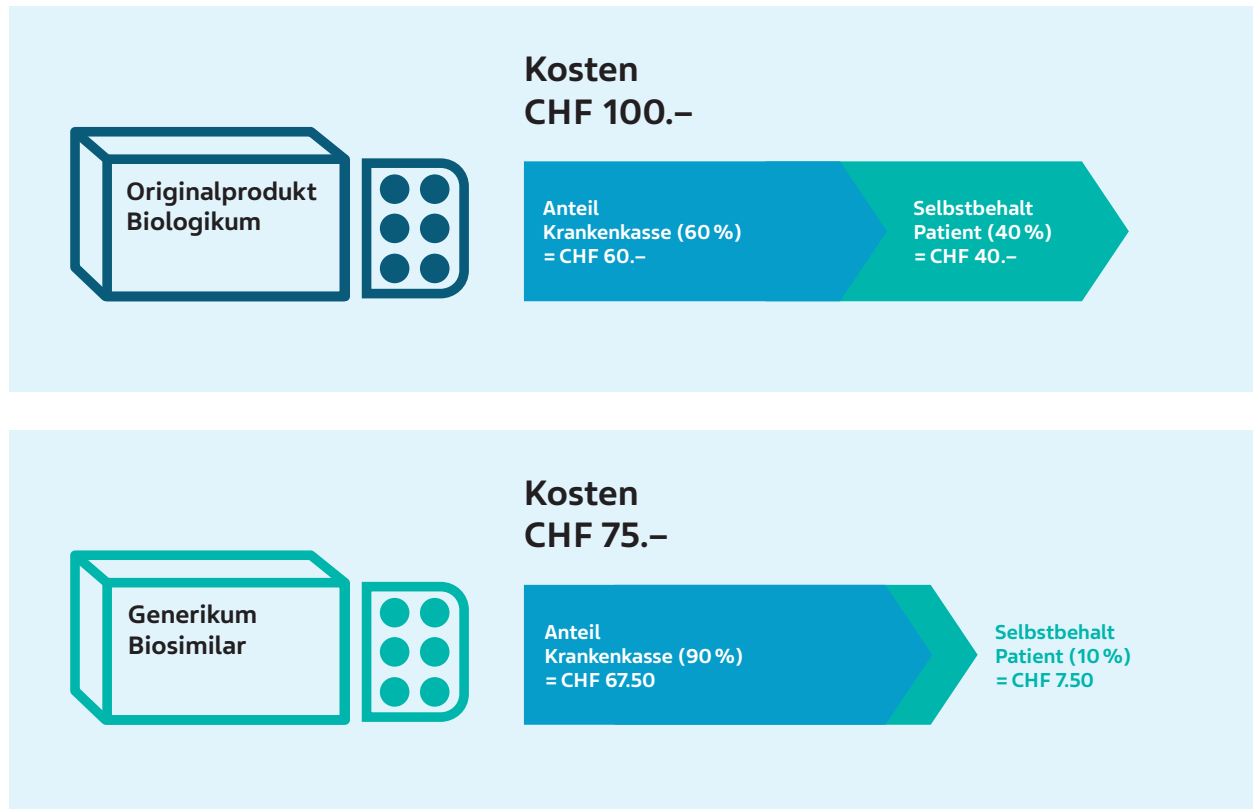 Kosten
CHF 100.–
Originalprodukt
Biologikum
Anteil
Krankenkasse (60 %)
= CHF 60.–
Selbstbehalt
Patient (40 %)
= CHF 40.–
Kosten
CHF 75.–
Generikum
Biosimilar
Anteil
Krankenkasse (90 %)
= CHF 67.50
Selbstbehalt
Patient (10 %)
= CHF 7.50